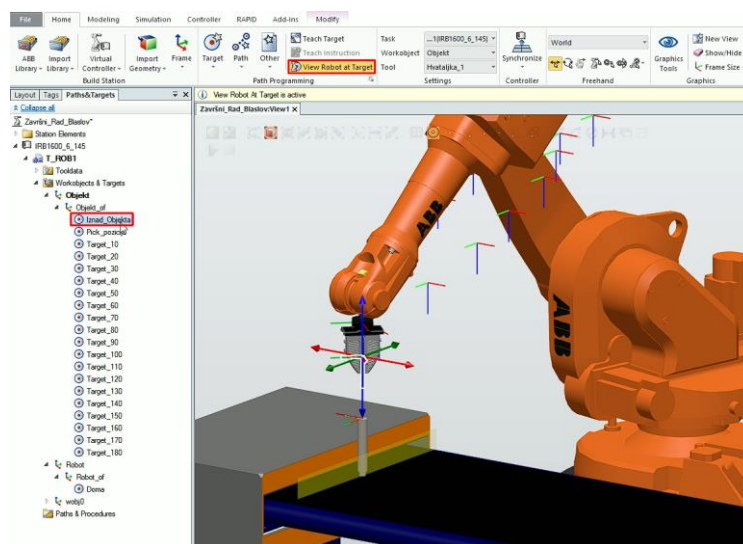 File Home Modeling Simulation Controller RAPID Add-Ins Modify
ABB Library
Import Library
Virtual Controller
Import Geometry
Frame
Build Station
Target
Path
Other
Teach Target
Teach Instruction
View Robot at Target
Path Programming
Task ...1(IRB1600_6_145)
Workobject Objekt
Tool Hvataljka_1
Settings
Synchronize
Controller
World
Freehand
Graphics Tools
New View
Show/Hide
Frame Size
Graphics
Layout Tags Paths&Targets
Collapse all
Završni_Rad_Blaslov*
Station Elements
IRB1600_6_145
T_ROB1
Tooldata
Workobjects & Targets
Objekt
Objekt_of
Iznad_Objekta
Pick_pozicija
Target_10
Target_20
Target_30
Target_40
Target_50
Target_60
Target_70
Target_80
Target_90
Target_100
Target_110
Target_120
Target_130
Target_140
Target_150
Target_160
Target_170
Target_180
Robot
Robot_of
Doma
wobj0
Paths & Procedures
View Robot At Target is active
Završni_Rad_Blaslov:View1
ABB
ABB